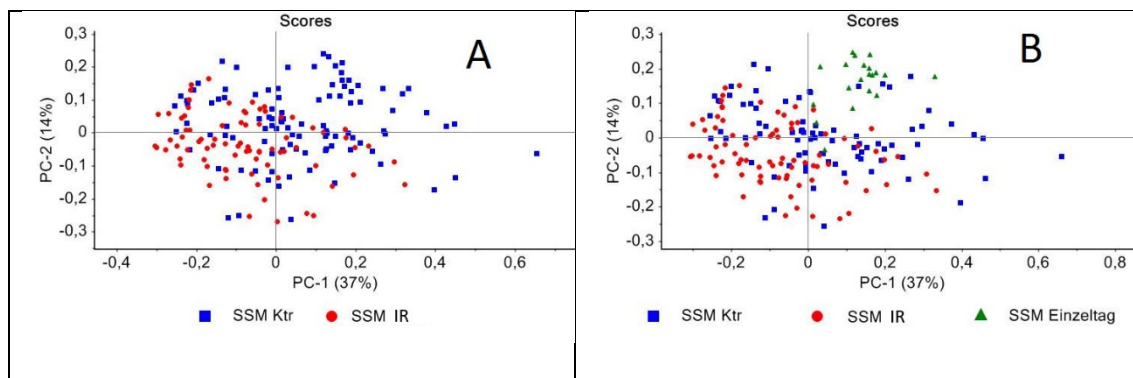 Scores
A
0,3
0,2
0,1
0
-0,1
-0,2
-0,3
PC-2 (14%)
-0,4 -0,2 0 0,2 0,4 0,6
PC-1 (37%)
SSM Ktr SSM IR
Scores
B
0,3
0,2
0,1
0
-0,1
-0,2
-0,3
PC-2 (14%)
-0,2 0 0,2 0,4 0,6 0,8
PC-1 (37%)
SSM Ktr SSM IR SSM Einzeltag